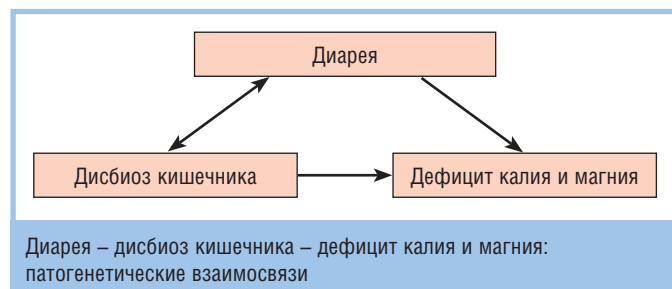 Диарея
Дисбиоз кишечника
Дефицит калия и магния
Диарея – дисбиоз кишечника – дефицит калия и магния:
патогенетические взаимосвязи